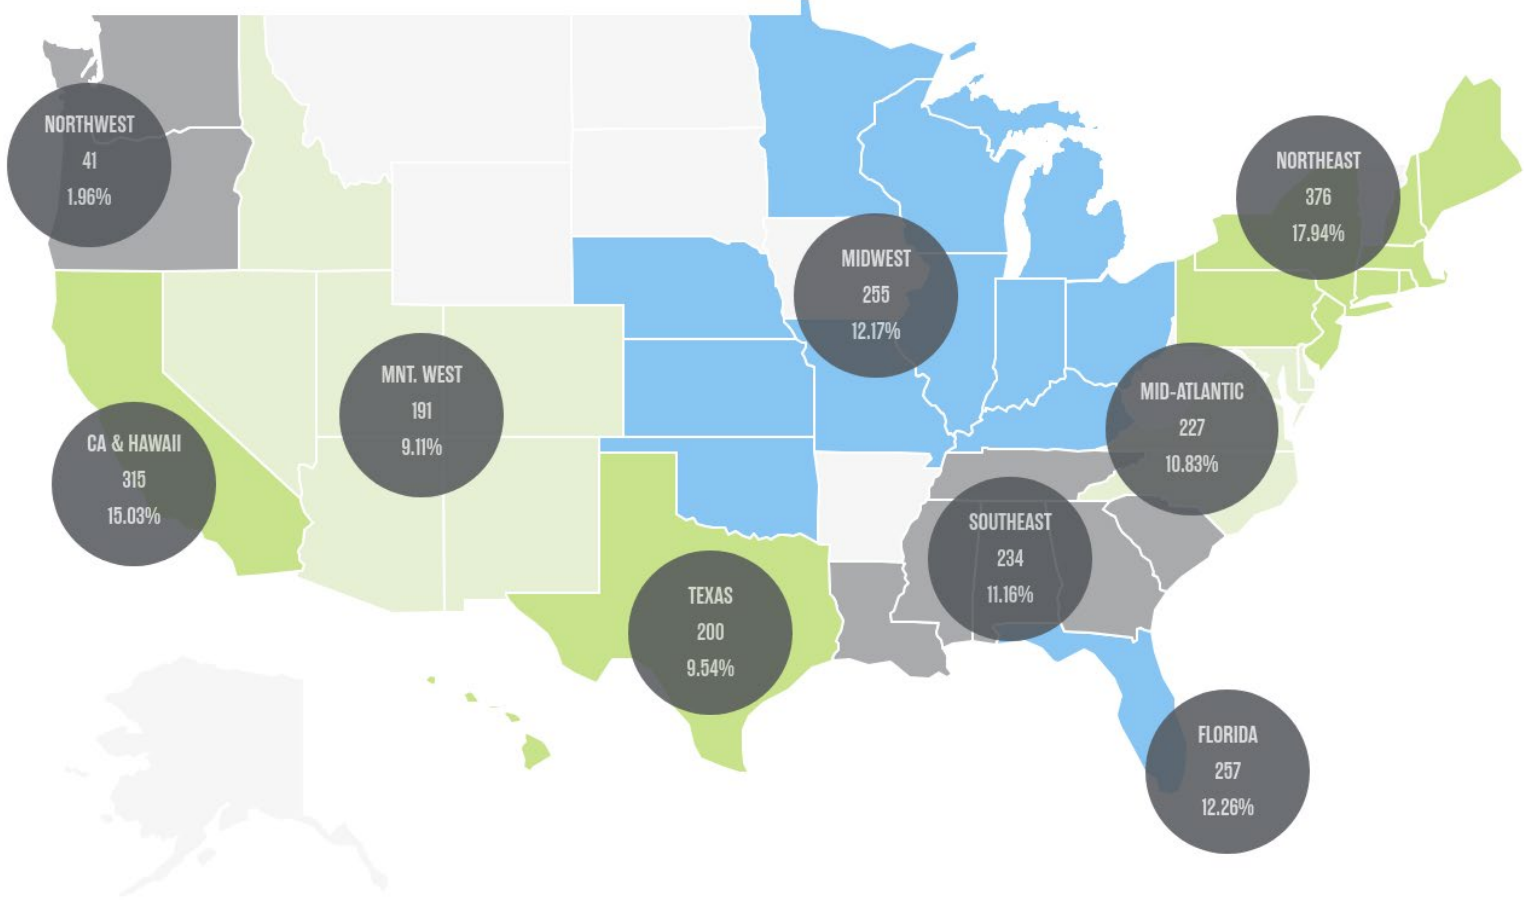 NORTHWEST
41
1.96%
NORTHEAST
376
17.94%
MIDWEST
255
12.17%
MNT. WEST
191
9.11%
MID-ATLANTIC
227
10.83%
CA & HAWAII
315
15.03%
SOUTHEAST
234
11.16%
TEXAS
200
9.54%
FLORIDA
257
12.26%